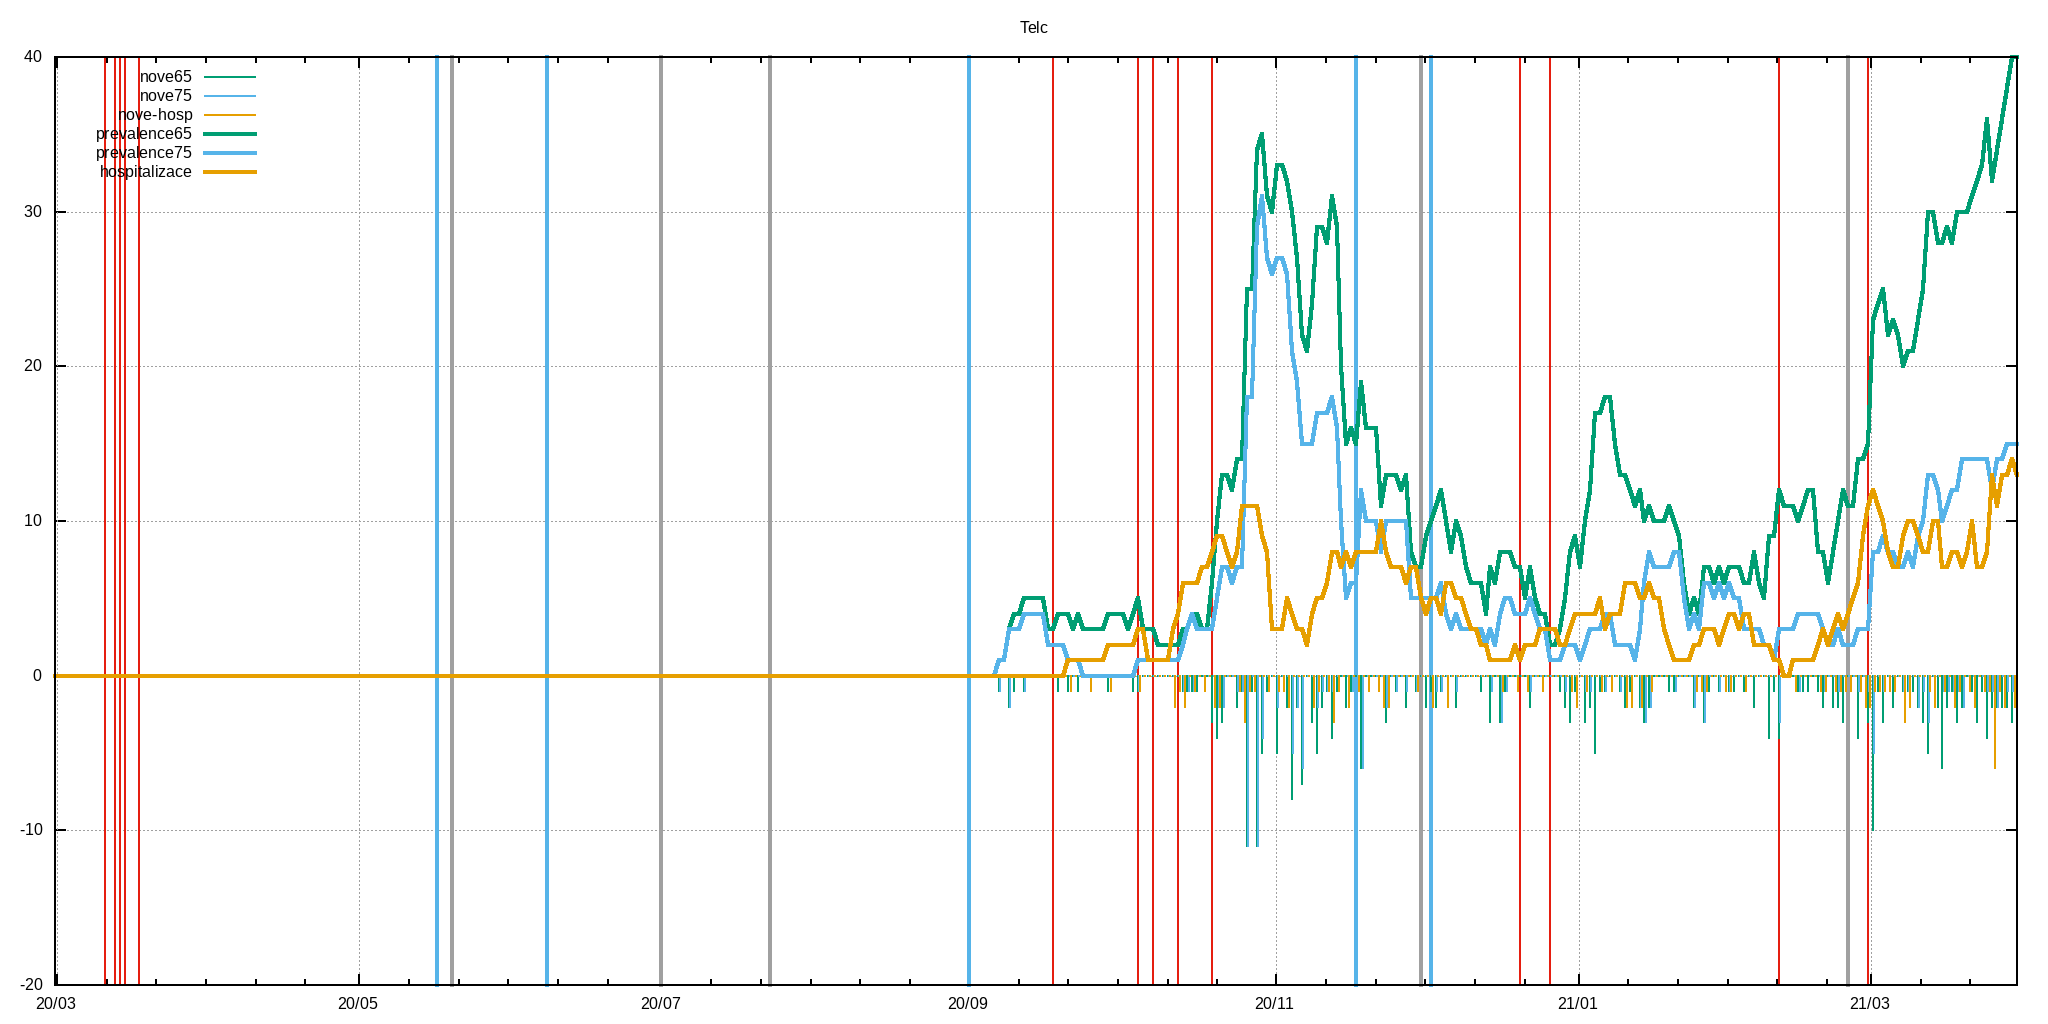 Telc
40
nove65
nove75
nove-hosp
prevalence65
prevalence75
hospitalizace
30
20
10
0
-10
-20
20/03 20/05 20/07 20/09 20/11 21/01 21/03